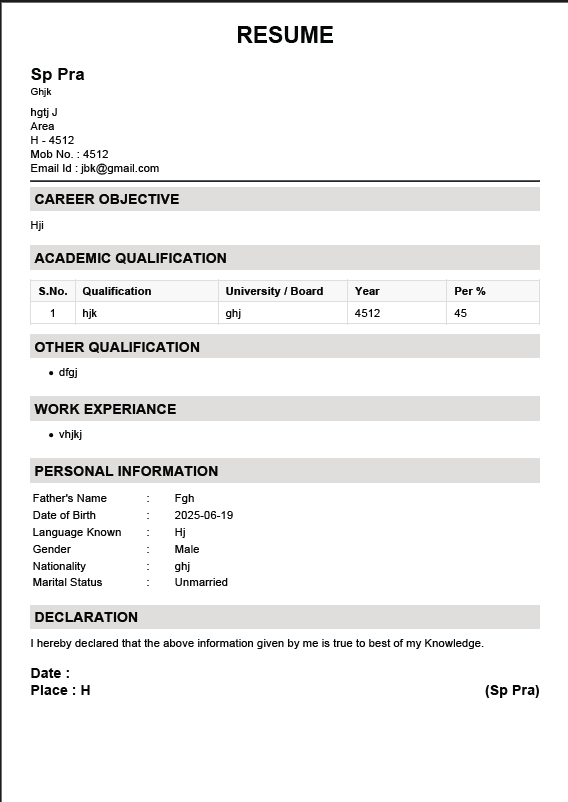 RESUME
Sp Pra
Ghjk
hgtj J
Area
H - 4512
Mob No. : 4512
Email Id : jbk@gmail.com
CAREER OBJECTIVE
Hji
ACADEMIC QUALIFICATION
S.No. Qualification University / Board Year Per %
1 hjk ghj 4512 45
OTHER QUALIFICATION
• dfgj
WORK EXPERIANCE
• vhjkj
PERSONAL INFORMATION
Father's Name : Fgh
Date of Birth : 2025-06-19
Language Known : Hj
Gender : Male
Nationality : ghj
Marital Status : Unmarried
DECLARATION
I hereby declared that the above information given by me is true to best of my Knowledge.
Date :
Place : H (Sp Pra)